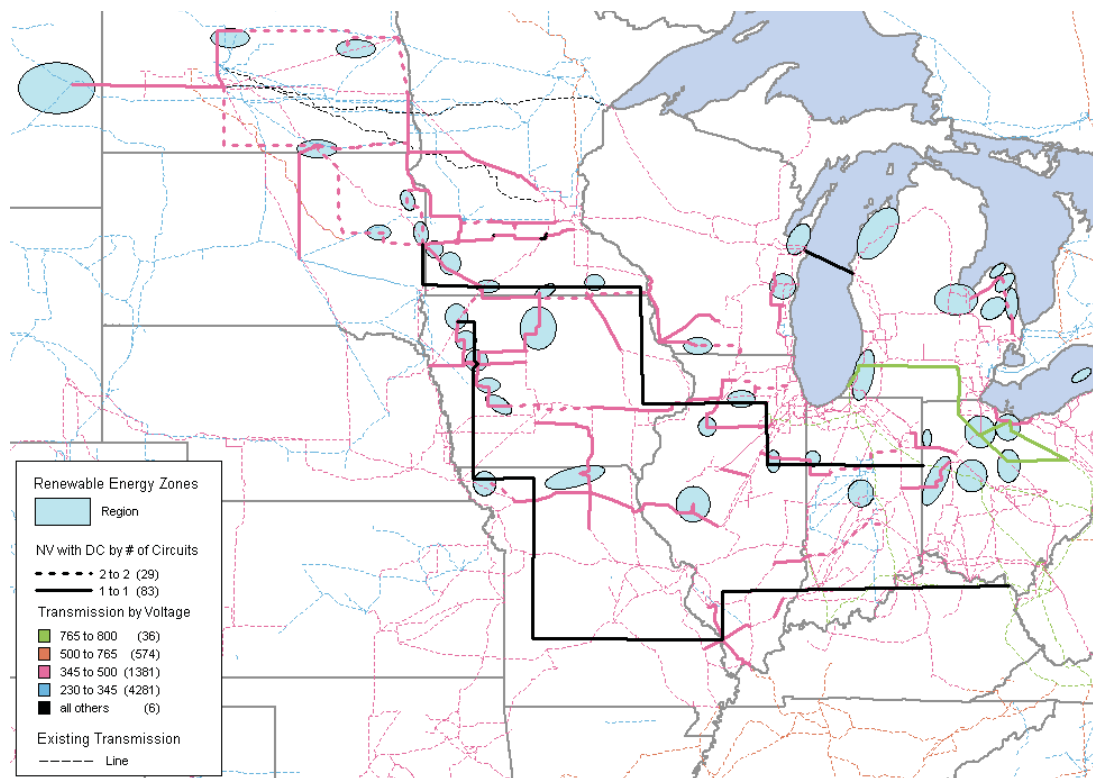 Renewable Energy Zones
Region
NV with DC by # of Circuits
2 to 2 (29)
1 to 1 (83)
Transmission by Voltage
765 to 800 (36)
500 to 765 (574)
345 to 500 (1381)
230 to 345 (4281)
all others (6)
Existing Transmission
Line